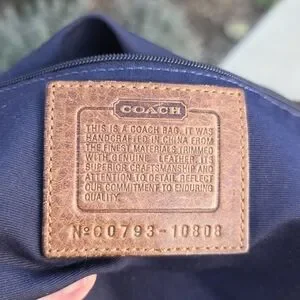 COACH
THIS IS A COACH BAG. IT WAS
HANDCRAFTED IN CHINA FROM
THE FINEST MATERIALS TRIMMED
WITH GENUINE LEATHER, ITS
SUPERIOR CRAFTSMANSHIP AND
ATTENTION TO DETAIL REFLECT
OUR COMMITMENT TO ENDURING
QUALITY.
Nº C0793-10808